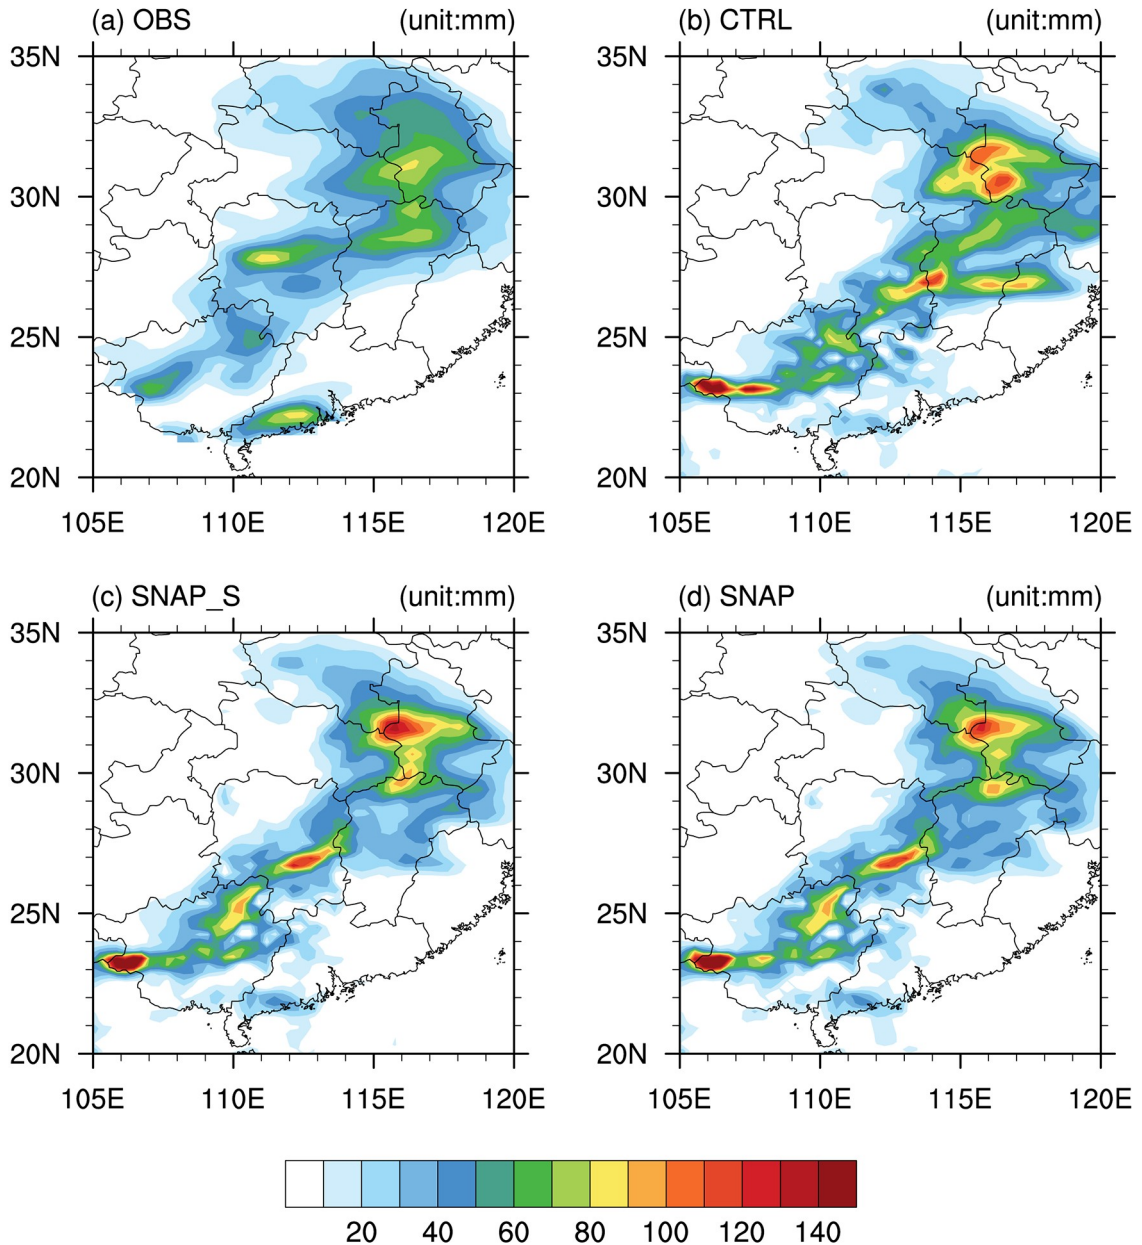 (a) OBS (unit:mm) (b) CTRL (unit:mm)
35N 35N
30N 30N
25N 25N
20N 20N
105E 110E 115E 120E 105E 110E 115E 120E
(c) SNAP_S (unit:mm) (d) SNAP (unit:mm)
35N 35N
30N 30N
25N 25N
20N 20N
105E 110E 115E 120E 105E 110E 115E 120E
20 40 60 80 100 120 140